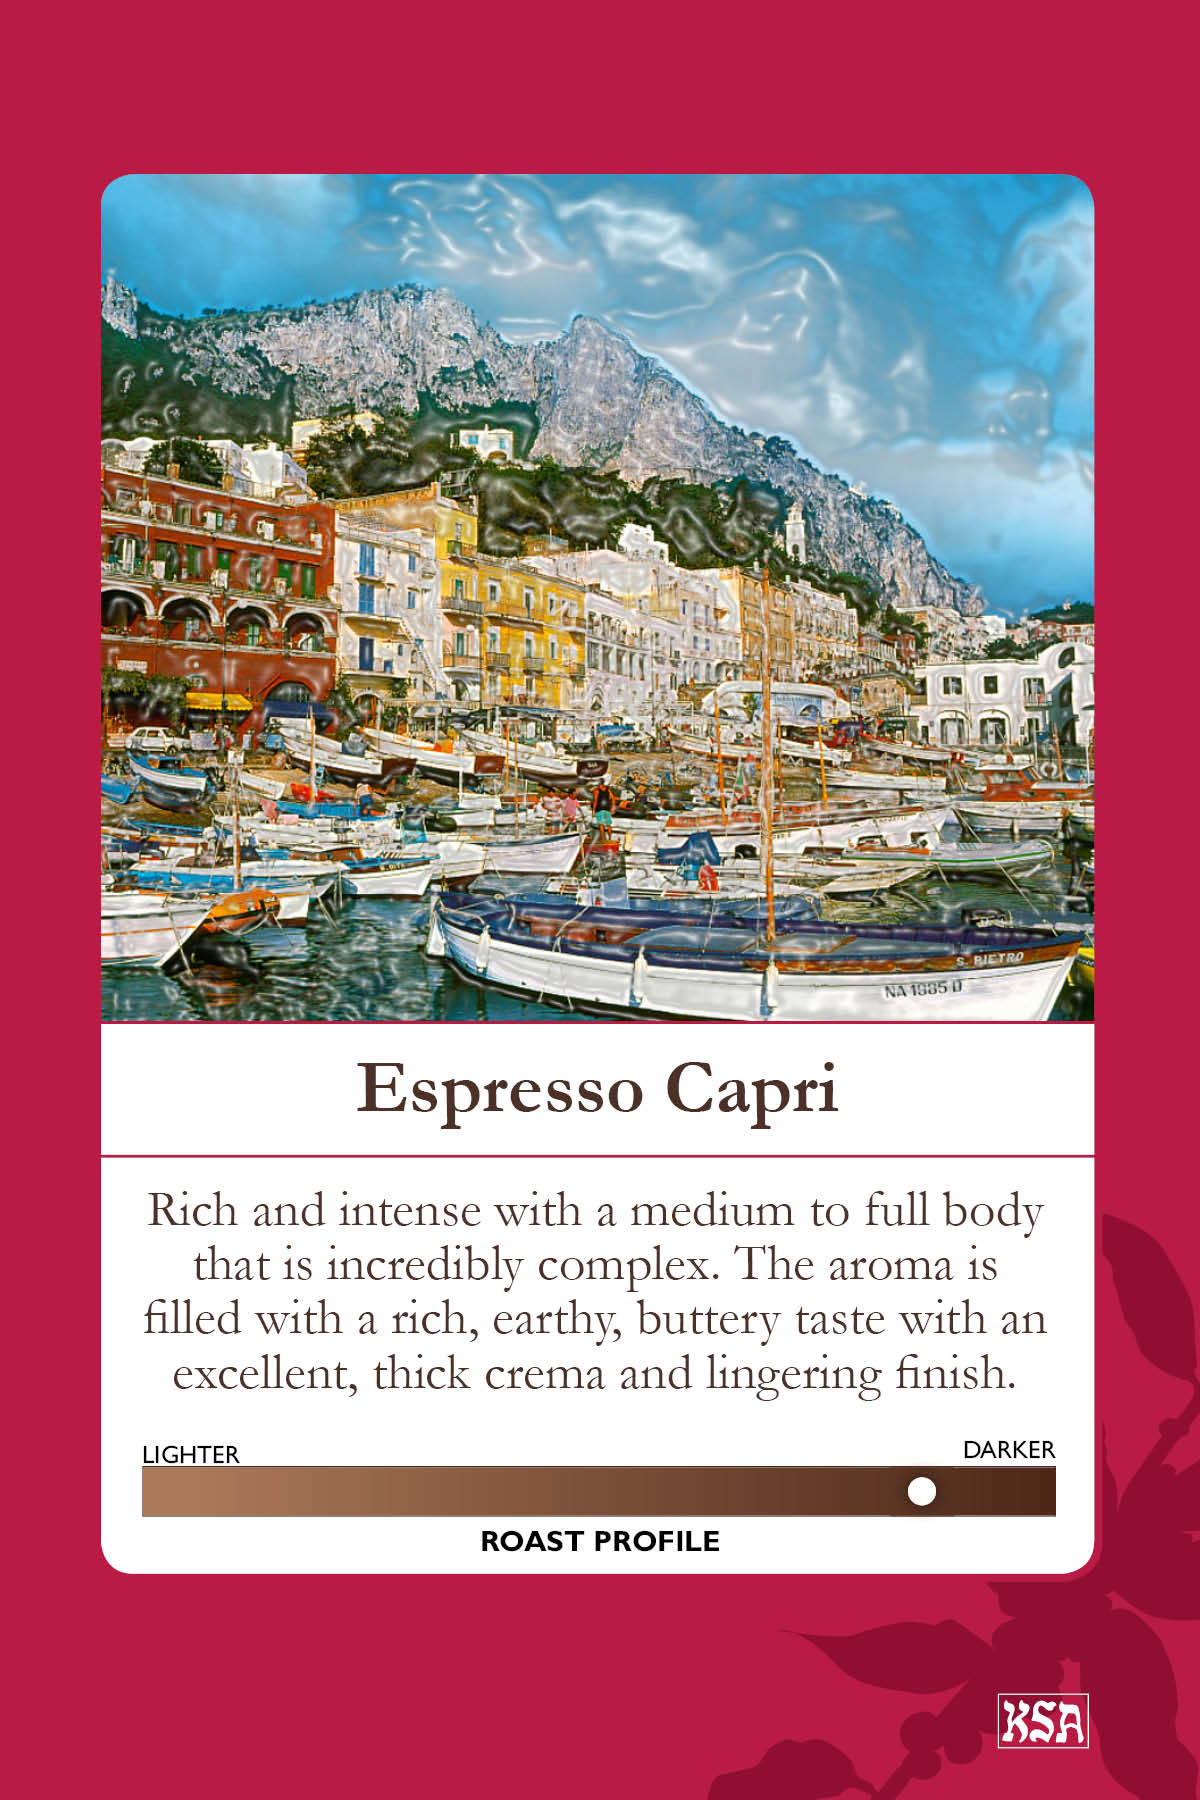 S. PIETRO
NA 1885 D
Espresso Capri
Rich and intense with a medium to full body
that is incredibly complex. The aroma is
filled with a rich, earthy, buttery taste with an
excellent, thick crema and lingering finish.
LIGHTER
DARKER
ROAST PROFILE
KSA